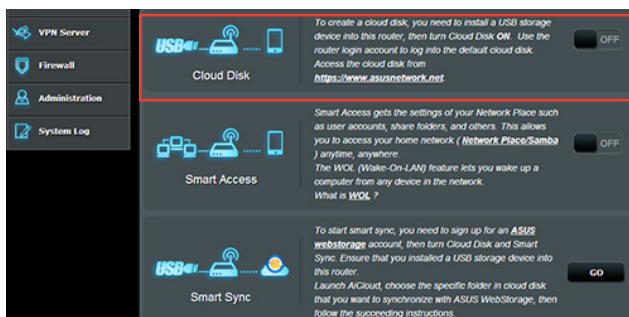 VPN Server
Firewall
Administration
System Log
USB
Cloud Disk
To create a cloud disk, you need to install a USB storage
device into this router, then turn Cloud Disk ON. Use the
router login account to log into the default cloud disk.
Access the cloud disk from
https://www.asusnetwork.net.
OFF
Smart Access
Smart Access gets the settings of your Network Place such
as user accounts, share folders, and others. This allows
you to access your home network ( Network Place/Samba
) anytime, anywhere.
The WOL (Wake-On-LAN) feature lets you wake up a
computer from any device in the network.
What is WOL ?
OFF
USB
Smart Sync
To start smart sync, you need to sign up for an ASUS
webstorage account, then turn Cloud Disk and Smart
Sync. Ensure that you installed a USB storage device into
this router.
Launch AiCloud, choose the specific folder in cloud disk
that you want to synchronize with ASUS WebStorage, then
follow the succeeding instructions.
GO